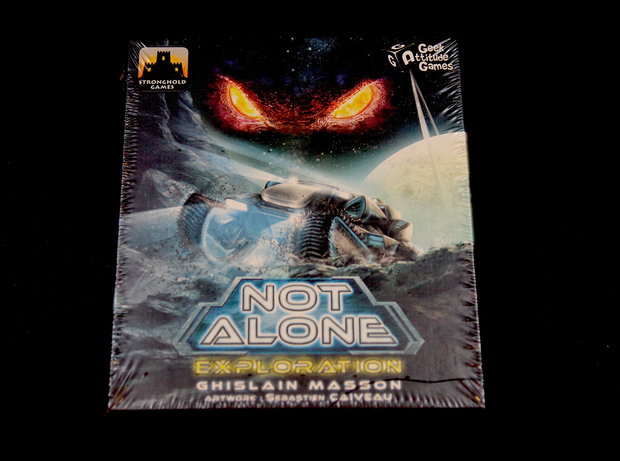 STRONGHOLD
GAMES
Geek
Attitude
Games
NOT
ALONE
EXPLORATION
GHISLAIN MASSON
ARTWORK : SEBASTIEN CAIVEAU